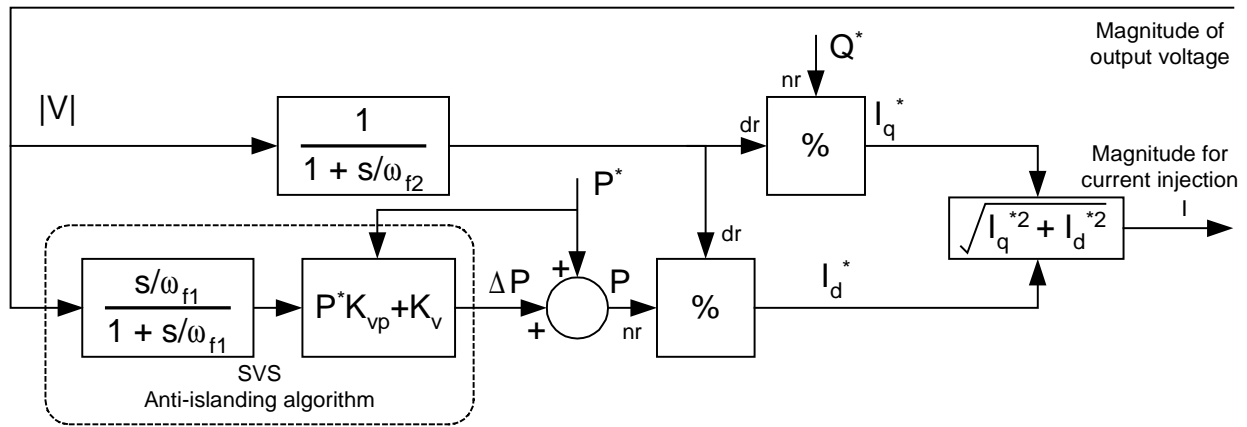 Magnitude of
output voltage
Q*
nr
|V|
1
1 + s/ωf2
dr
%
Iq*
Magnitude for
current injection
I
P*
√Iq*2 + Id*2
dr
s/ωf1
1 + s/ωf1
P*Kvp+Kv
ΔP
+
+
P
nr
%
Id*
SVS
Anti-islanding algorithm